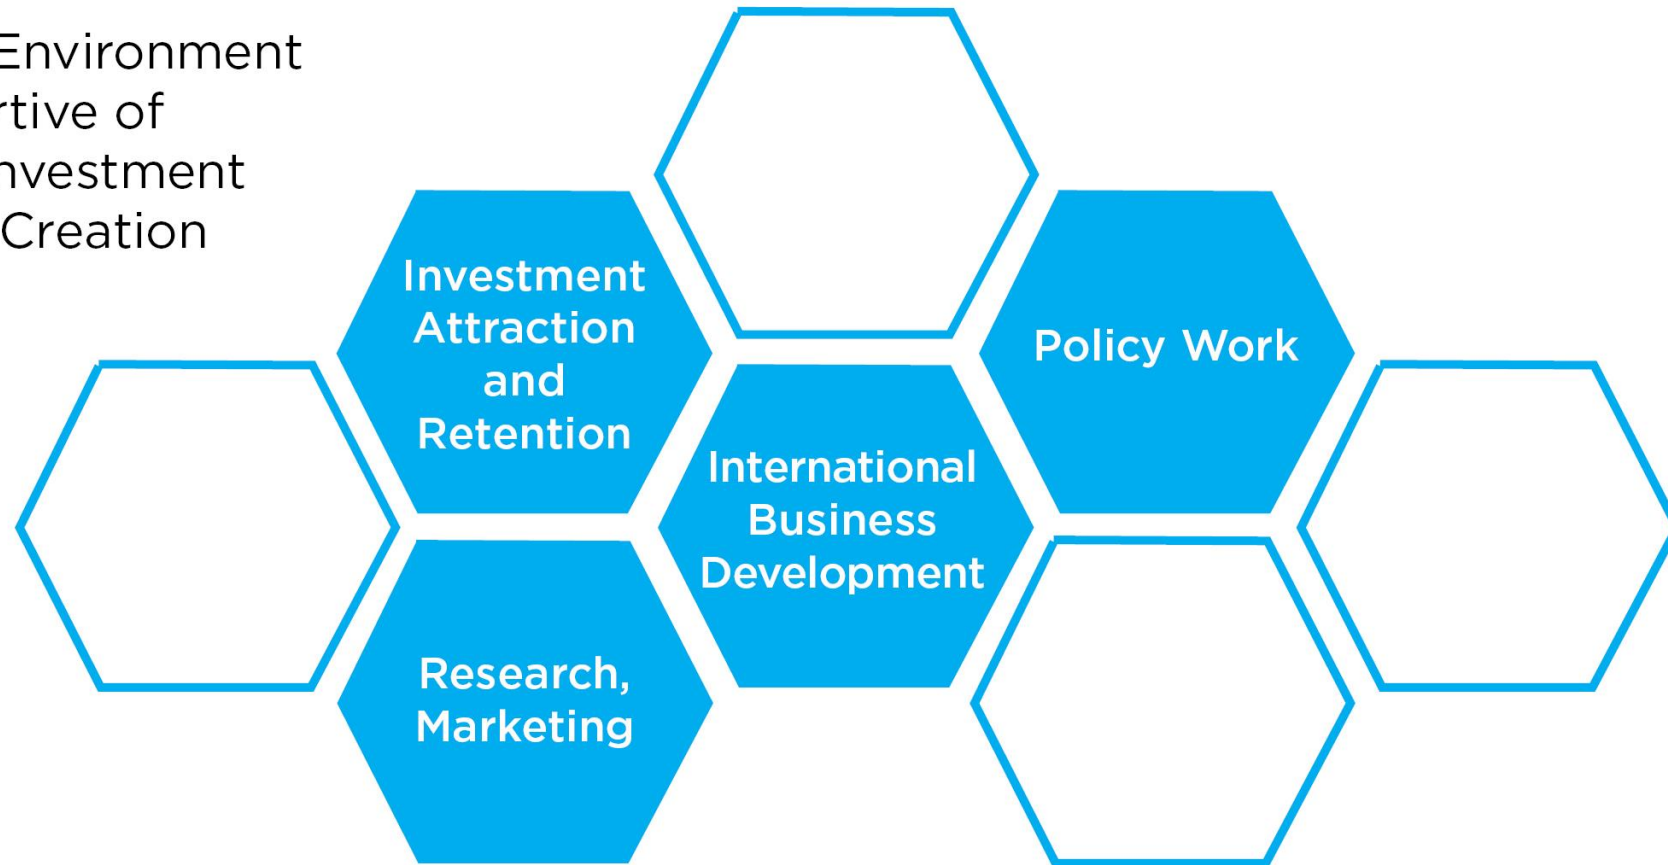 Environment
rtive of
nvestment
Creation
Investment
Attraction
and
Retention
Policy Work
International
Business
Development
Research,
Marketing